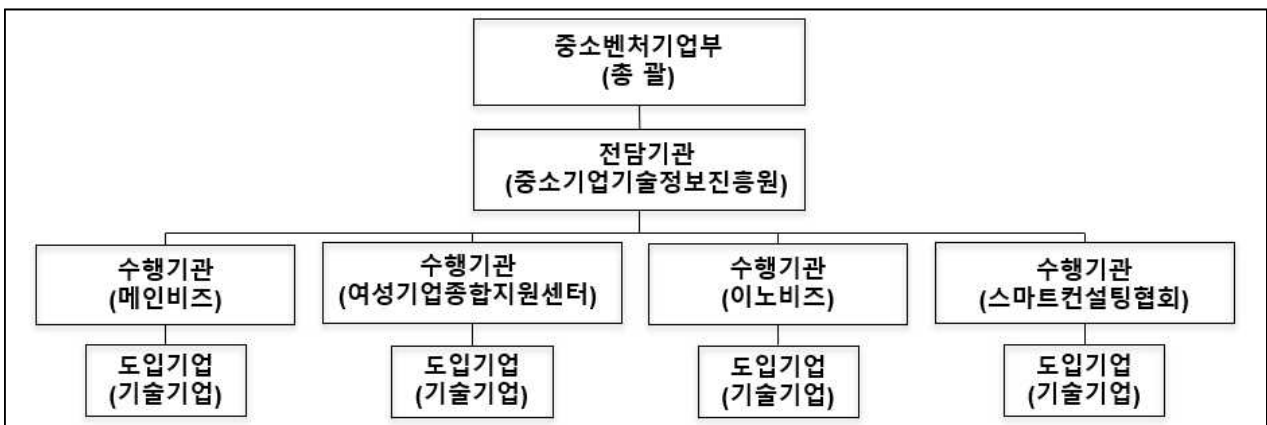 중소벤처기업부
(총 괄)
전담기관
(중소기업기술정보진흥원)
수행기관
(메인비즈)
수행기관
(여성기업종합지원센터)
수행기관
(이노비즈)
수행기관
(스마트컨설팅협회)
도입기업
(기술기업)
도입기업
(기술기업)
도입기업
(기술기업)
도입기업
(기술기업)